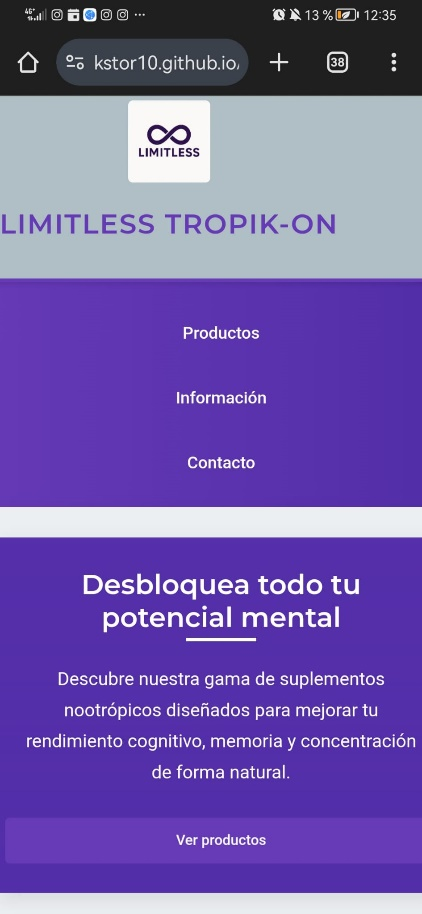 4G+ 13 % 12:35
kstor10.github.io/
38
LIMITLESS
LIMITLESS TROPIK-ON
Productos
Información
Contacto
Desbloquea todo tu
potencial mental
Descubre nuestra gama de suplementos
nootrópicos diseñados para mejorar tu
rendimiento cognitivo, memoria y concentración
de forma natural.
Ver productos